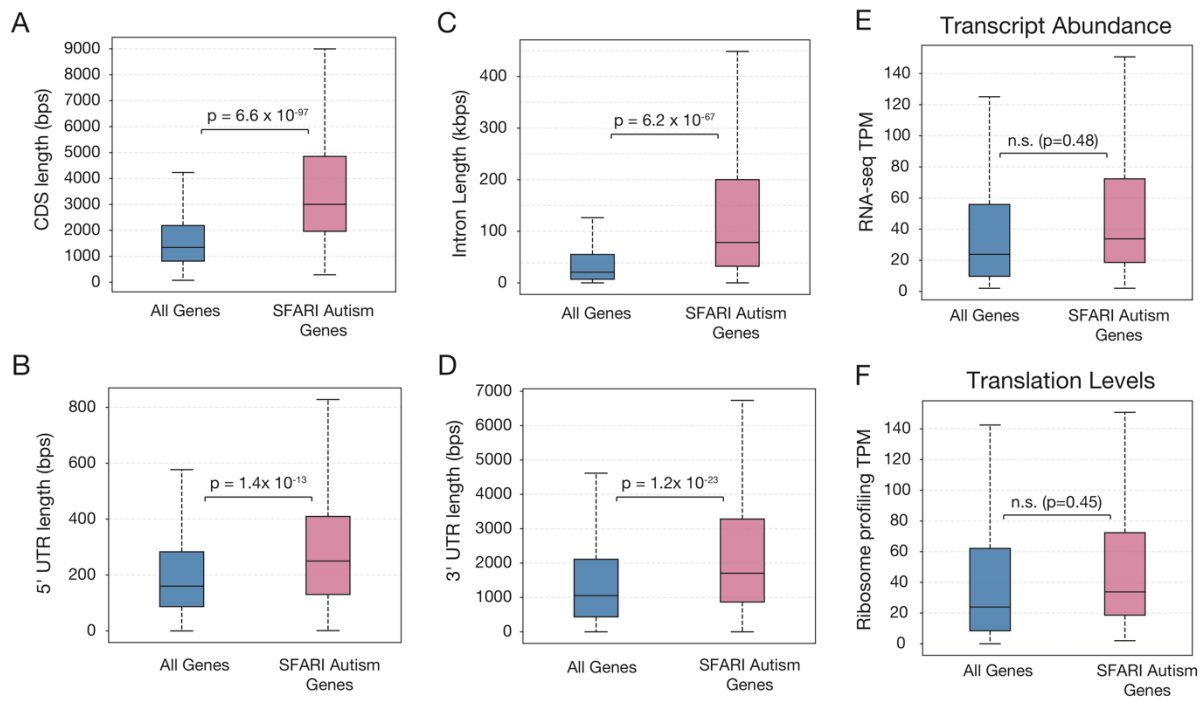 A
CDS length (bps)
9000
8000
7000
6000
5000
4000
3000
2000
1000
0
p = 6.6 x 10-97
All Genes
SFARI Autism
Genes
B
5' UTR length (bps)
800
600
400
200
0
p = 1.4x 10-13
All Genes
SFARI Autism
Genes
C
Intron Length (kbps)
400
300
200
100
0
p = 6.2 x 10-67
All Genes
SFARI Autism
Genes
D
3' UTR length (bps)
7000
6000
5000
4000
3000
2000
1000
0
p = 1.2x 10-23
All Genes
SFARI Autism
Genes
E
Transcript Abundance
RNA-seq TPM
140
120
100
80
60
40
20
0
n.s. (p=0.48)
All Genes
SFARI Autism
Genes
F
Translation Levels
Ribosome profiling TPM
140
120
100
80
60
40
20
0
n.s. (p=0.45)
All Genes
SFARI Autism
Genes